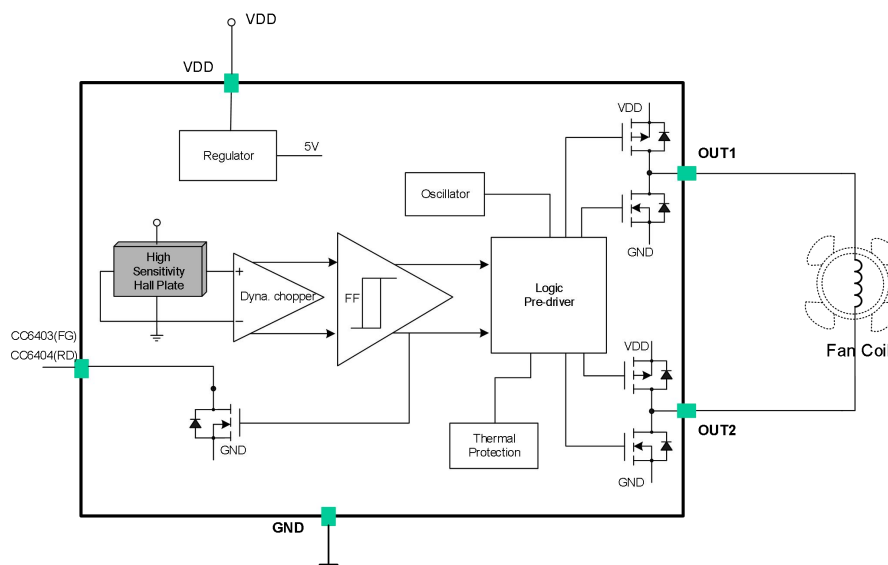 VDD
VDD
Regulator
5V
VDD
OUT1
GND
Oscillator
High
Sensitivity
Hall Plate
+
−
Dyna. chopper
FF
Logic
Pre-driver
CC6403(FG)
CC6404(RD)
GND
Thermal
Protection
VDD
OUT2
GND
Fan Coil
GND